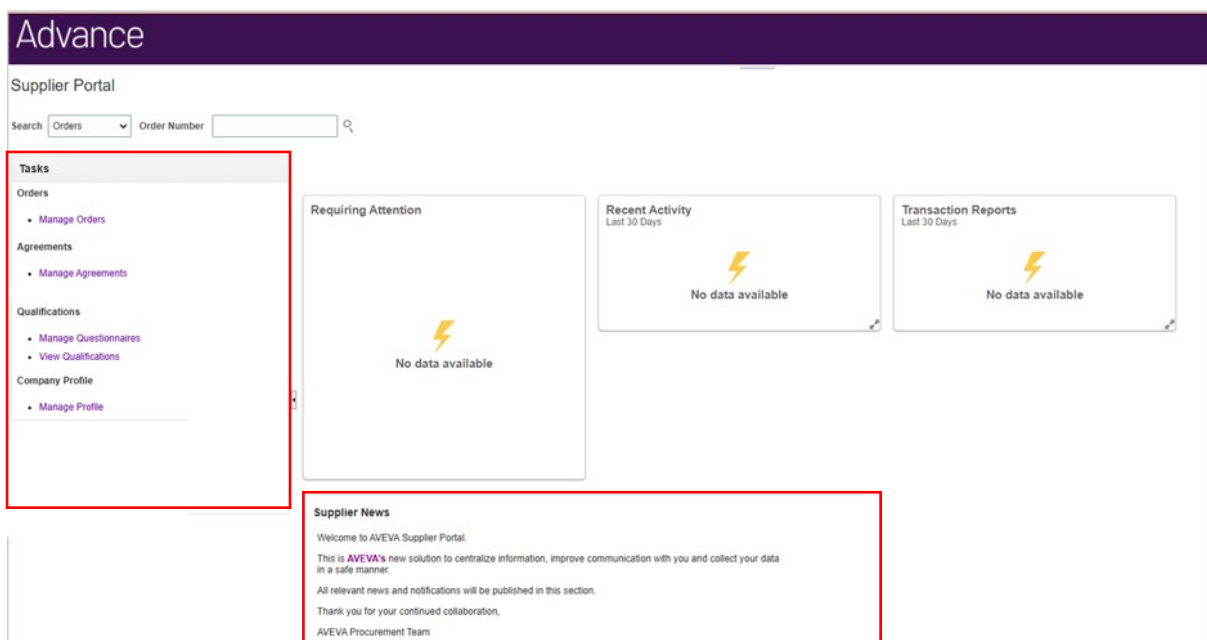 Advance
Supplier Portal
Search Orders Order Number
Tasks
Orders
Manage Orders
Agreements
Manage Agreements
Qualifications
Manage Questionnaires
View Qualifications
Company Profile
Manage Profile
Requiring Attention
No data available
Recent Activity
Last 30 Days
No data available
Transaction Reports
Last 30 Days
No data available
Supplier News
Welcome to AVEVA Supplier Portal.
This is AVEVA's new solution to centralize information, improve communication with you and collect your data
in a safe manner.
All relevant news and notifications will be published in this section.
Thank you for your continued collaboration,
AVEVA Procurement Team